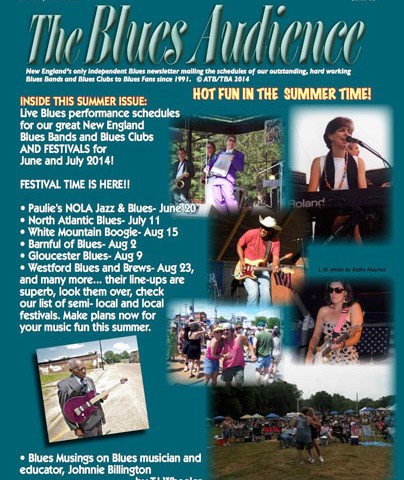 The Blues Audience
New England's only independent Blues newsletter mailing the schedules of our outstanding, hard working
Blues Bands and Blues Clubs to Blues Fans since 1991. © ATB/TBA 2014
HOT FUN IN THE SUMMER TIME!
INSIDE THIS SUMMER ISSUE:
Live Blues performance schedules
for our great New England
Blues Bands and Blues Clubs
AND FESTIVALS for
June and July 2014!
FESTIVAL TIME IS HERE!!
• Paulie's NOLA Jazz & Blues- June 20
• North Atlantic Blues- July 11
• White Mountain Boogie- Aug 15
• Barnful of Blues- Aug 2
• Gloucester Blues- Aug 9
• Westford Blues and Brews- Aug 23,
and many more... their line-ups are
superb, look them over, check
our list of semi- local and local
festivals. Make plans now for
your music fun this summer.
Roland
L.W. photo by Kathy Maurice
• Blues Musings on Blues musician and
educator, Johnnie Billington
by TJ Wheeler